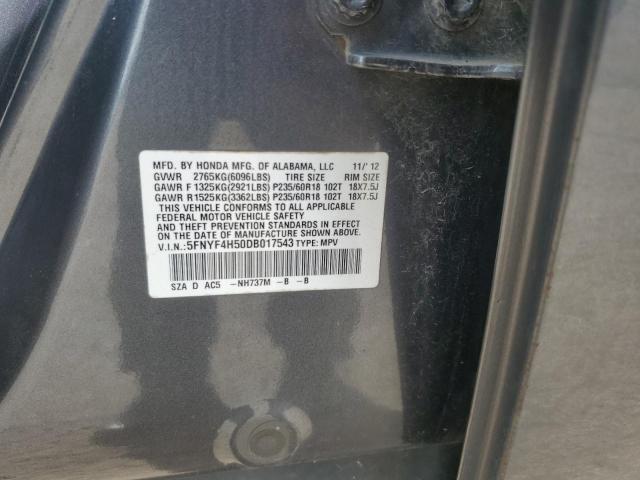 MFD. BY HONDA MFG. OF ALABAMA, LLC 11/'12
GVWR 2765KG(6096LBS) TIRE SIZE RIM SIZE
GAWR F 1325KG(2921LBS) P235/60R18 102T 18X7.5J
GAWR R 1525KG(3362LBS) P235/60R18 102T 18X7.5J
THIS VEHICLE CONFORMS TO ALL APPLICABLE
FEDERAL MOTOR VEHICLE SAFETY
AND THEFT PREVENTION STANDARDS IN EFFECT
ON THE DATE OF MANUFACTURE SHOWN ABOVE.
V.I.N.: 5FNYF4H50DB017543 TYPE: MPV
SZA D AC5 -NH737M -B -B